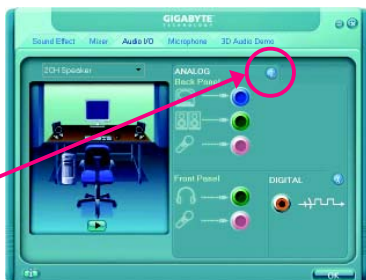 GIGABYTE
TECHNOLOGY
Sound Effect Mixer Audio I/O Microphone 3D Audio Demo
2CH Speaker
ANALOG
Back Panel
Front Panel
DIGITAL
OK